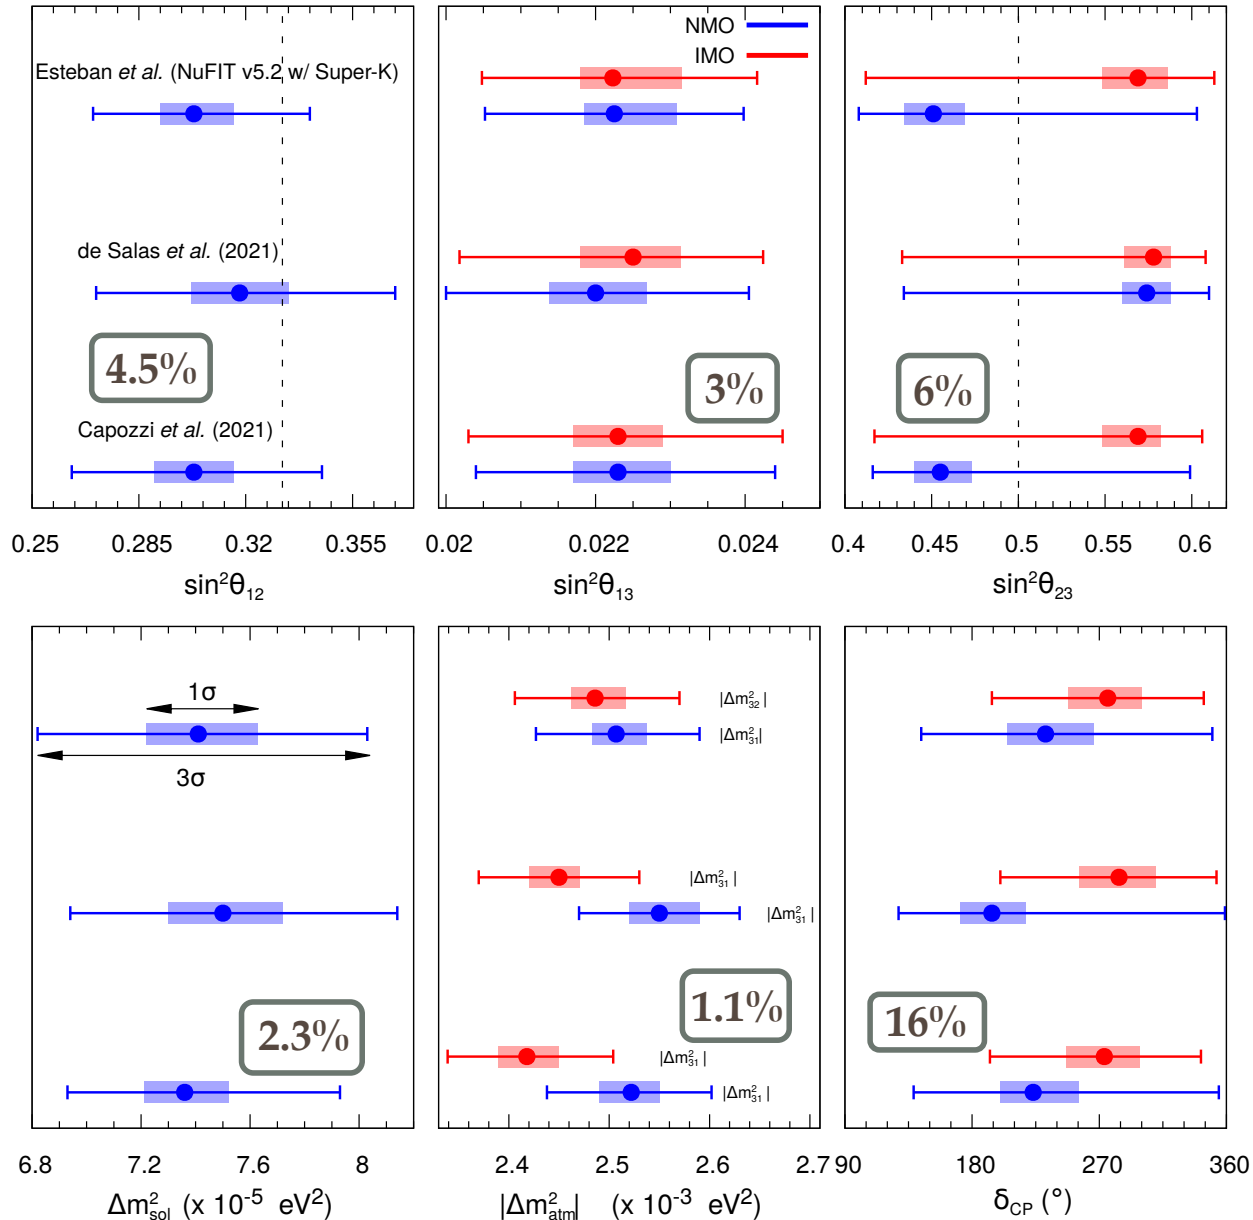 NMO
IMO
Esteban et al. (NuFIT v5.2 w/ Super-K)
de Salas et al. (2021)
4.5%
3%
6%
Capozzi et al. (2021)
0.25 0.285 0.32 0.355
0.02 0.022 0.024
0.4 0.45 0.5 0.55 0.6
sin²θ₁₂
sin²θ₁₃
sin²θ₂₃
1σ
3σ
|Δm²₃₂|
|Δm²₃₁|
|Δm²₃₁|
|Δm²₃₁|
2.3%
1.1%
16%
|Δm²₃₁|
|Δm²₃₁|
6.8 7.2 7.6 8
2.4 2.5 2.6 2.7
90 180 270 360
Δm²sol (x 10⁻⁵ eV²)
|Δm²atm| (x 10⁻³ eV²)
δCP (°)